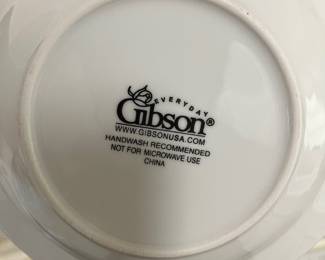 EVERYDAY
Gibson®
WWW.GIBSONUSA.COM
HANDWASH RECOMMENDED
NOT FOR MICROWAVE USE
CHINA